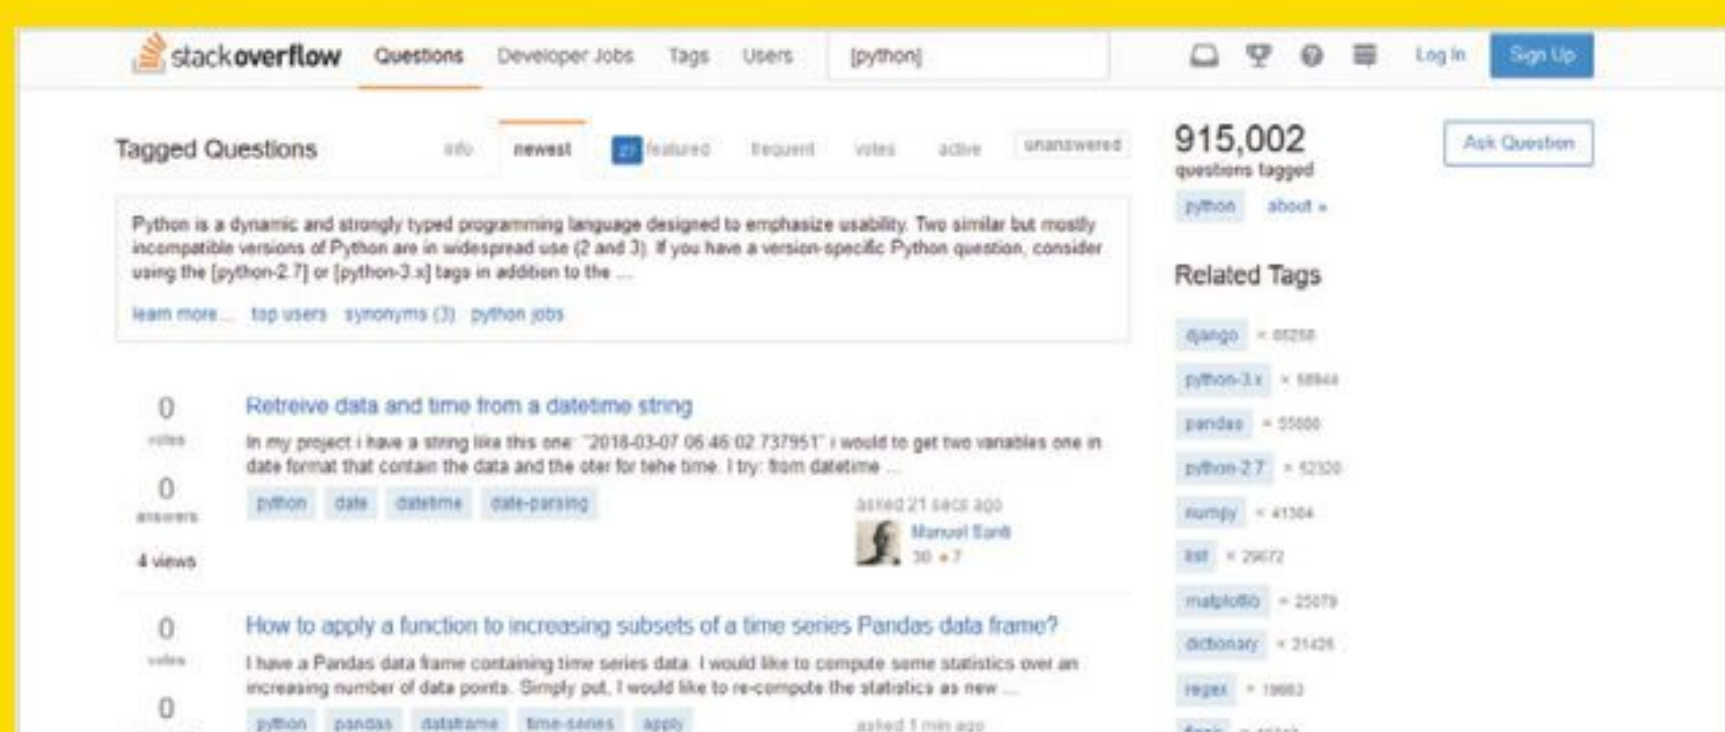 stackoverflow Questions Developer Jobs Tags Users [python] Log In Sign Up
Tagged Questions info newest featured frequent votes active unanswered
Python is a dynamic and strongly typed programming language designed to emphasize usability. Two similar but mostly
incompatible versions of Python are in widespread use (2 and 3). If you have a version-specific Python question, consider
using the [python-2.7] or [python-3.x] tags in addition to the ...
learn more... top users synonyms (3) python jobs
0
votes
0
answers
4 views
Retreive data and time from a datetime string
In my project i have a string like this one: "2018-03-07 06:46:02.737951" i would to get two variables one in
date format that contain the data and the oter for tehe time. I try: from datetime ...
python date datetime date-parsing
asked 21 secs ago
Manuel Santi
30 7
0
votes
0
How to apply a function to increasing subsets of a time series Pandas data frame?
I have a Pandas data frame containing time series data. I would like to compute some statistics over an
increasing number of data points. Simply put, I would like to re-compute the statistics as new ...
python pandas dataframe time-series apply
asked 1 min ago
915,002
questions tagged
python about »
Ask Question
Related Tags
django
python-3.x
pandas
python-2.7 × 52320
numpy
list × 29672
matplotlib × 25079
dictionary × 21426
regex